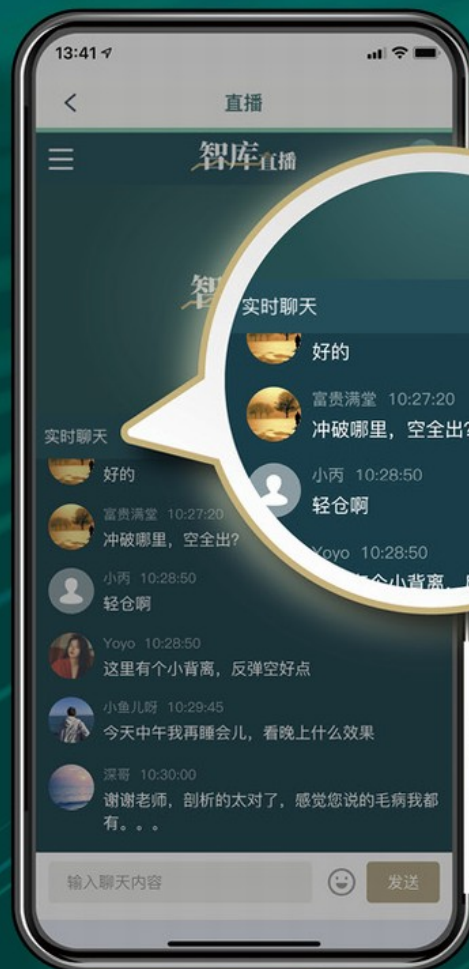 13:41
直播
智库直播
智
实时聊天
好的
富贵满堂 10:27:20
冲破哪里，空全出?
小丙 10:28:50
轻仓啊
Yoyo 10:28:50
这里有个小背离，反弹空好点
小鱼儿呀 10:29:45
今天中午我再睡会儿，看晚上什么效果
深哥 10:30:00
谢谢老师，剖析的太对了，感觉您说的毛病我都
有。。。
输入聊天内容
发送
实时聊天
好的
富贵满堂 10:27:20
冲破哪里，空全出?
小丙 10:28:50
轻仓啊
Yoyo 10:28:50
个小背离，